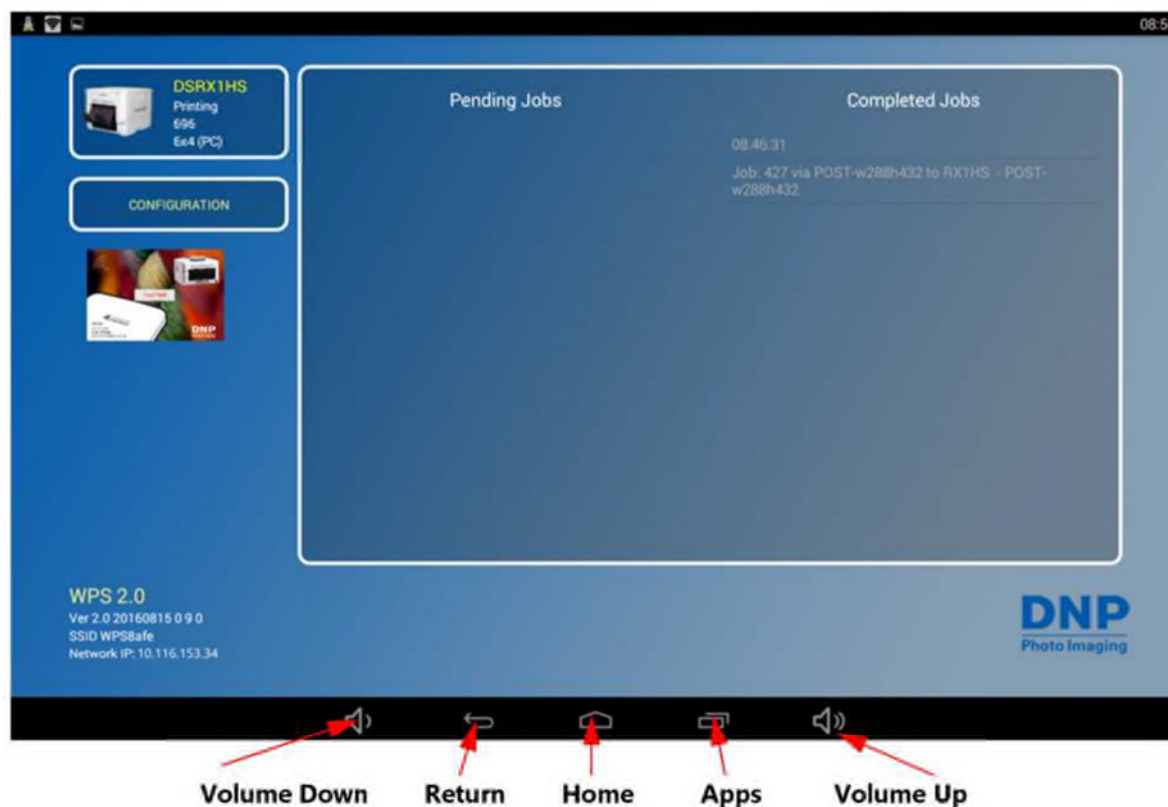 08:5
DSRX1HS
Printing
696
6x4 (PC)
CONFIGURATION
DNP
Pending Jobs
Completed Jobs
08:46:31
Job: 427 via POST-w288h432 to RX1HS - POST-
w288h432
WPS 2.0
Ver 2.0 20160815 0 9 0
SSID WPS8afe
Network IP: 10.116.153.34
DNP
Photo Imaging
Volume Down
Return
Home
Apps
Volume Up